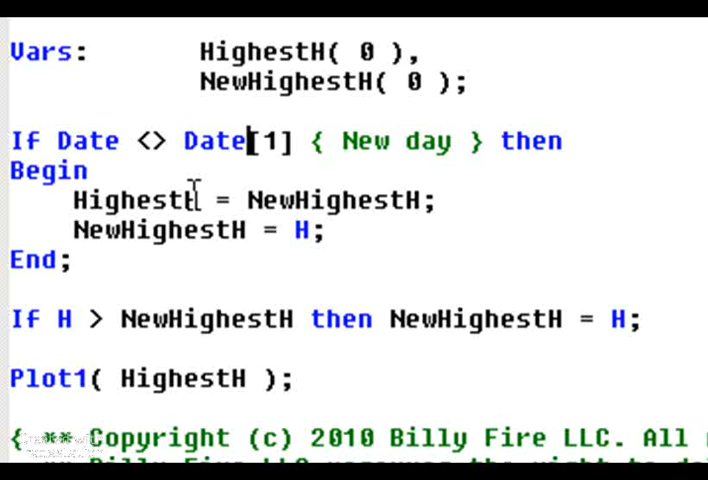 Vars: HighestH( 0 ),
NewHighestH( 0 );
If Date <> Date[1] { New day } then
Begin
HighestH = NewHighestH;
NewHighestH = H;
End;
If H > NewHighestH then NewHighestH = H;
Plot1( HighestH );
{ ** Copyright (c) 2010 Billy Fire LLC. All